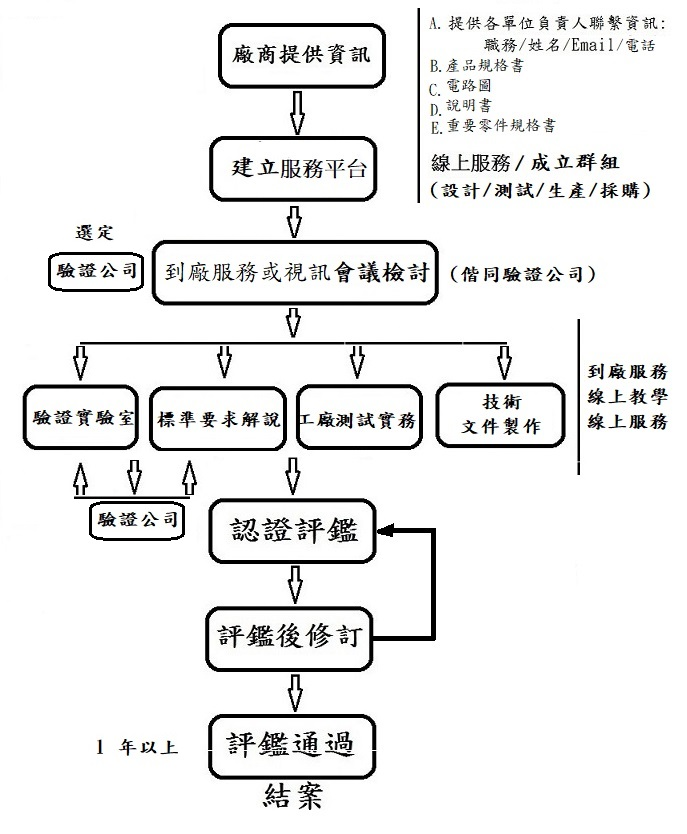 廠商提供資訊
A. 提供各單位負責人聯繫資訊:
職務/姓名/Email/電話
B. 產品規格書
C. 電路圖
D. 說明書
E. 重要零件規格書
建立服務平台
線上服務/成立群組
(設計/測試/生產/採購)
選定
驗證公司
到廠服務或視訊會議檢討
(偕同驗證公司)
驗證實驗室
標準要求解說
工廠測試實務
技術
文件製作
到廠服務
線上教學
線上服務
驗證公司
認證評鑑
評鑑後修訂
1 年以上
評鑑通過
結案